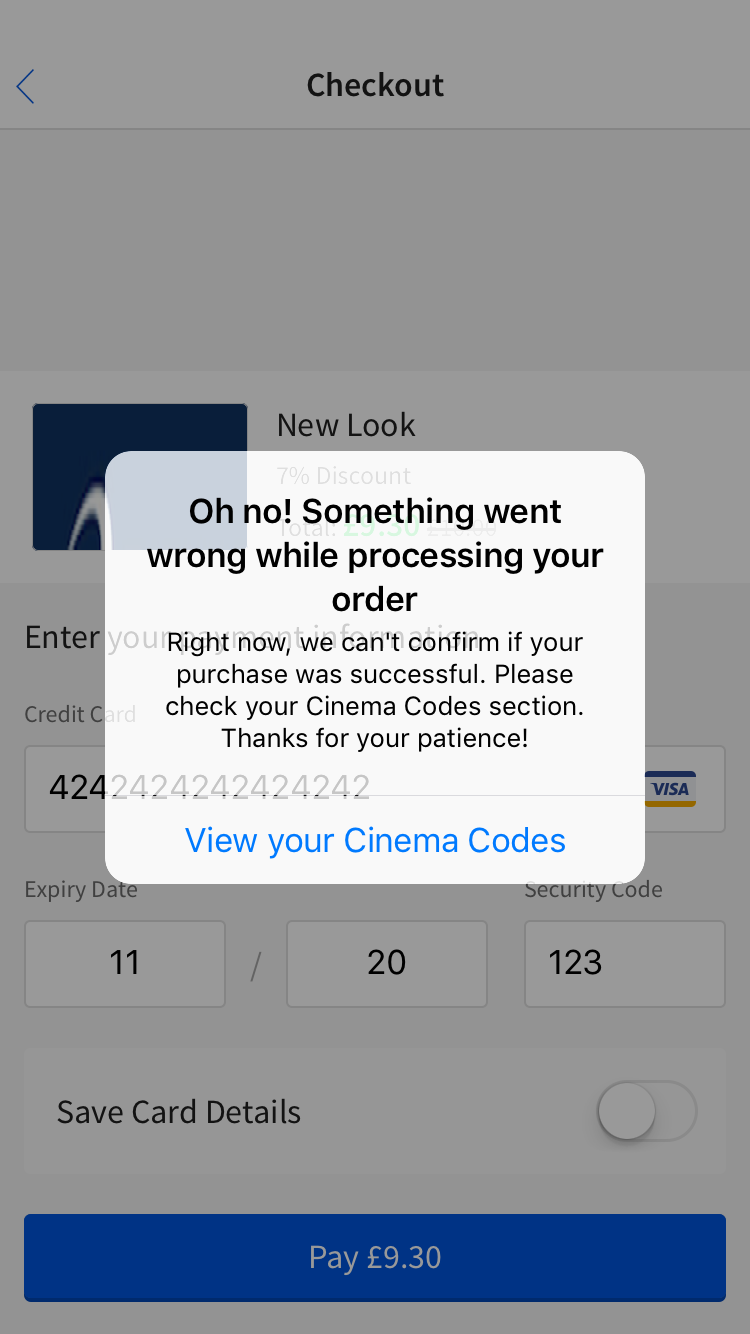 Checkout
New Look
7% Discount
Total: £9.30 £10.00
Oh no! Something went
wrong while processing your
order
Enter your payment information
Right now, we can't confirm if your
purchase was successful. Please
check your Cinema Codes section.
Thanks for your patience!
Credit Card
4242424242424242
VISA
View your Cinema Codes
Expiry Date
Security Code
11 / 20
123
Save Card Details
Pay £9.30